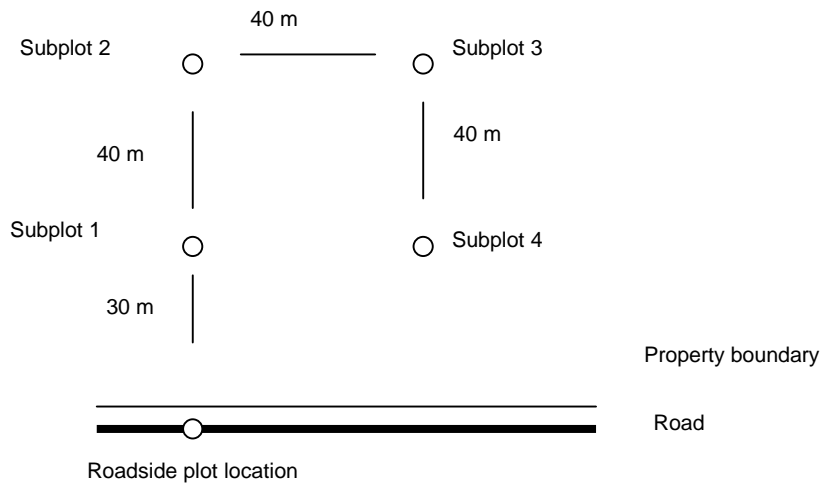 40 m
Subplot 2
Subplot 3
40 m
40 m
Subplot 1
Subplot 4
30 m
Property boundary
Road
Roadside plot location